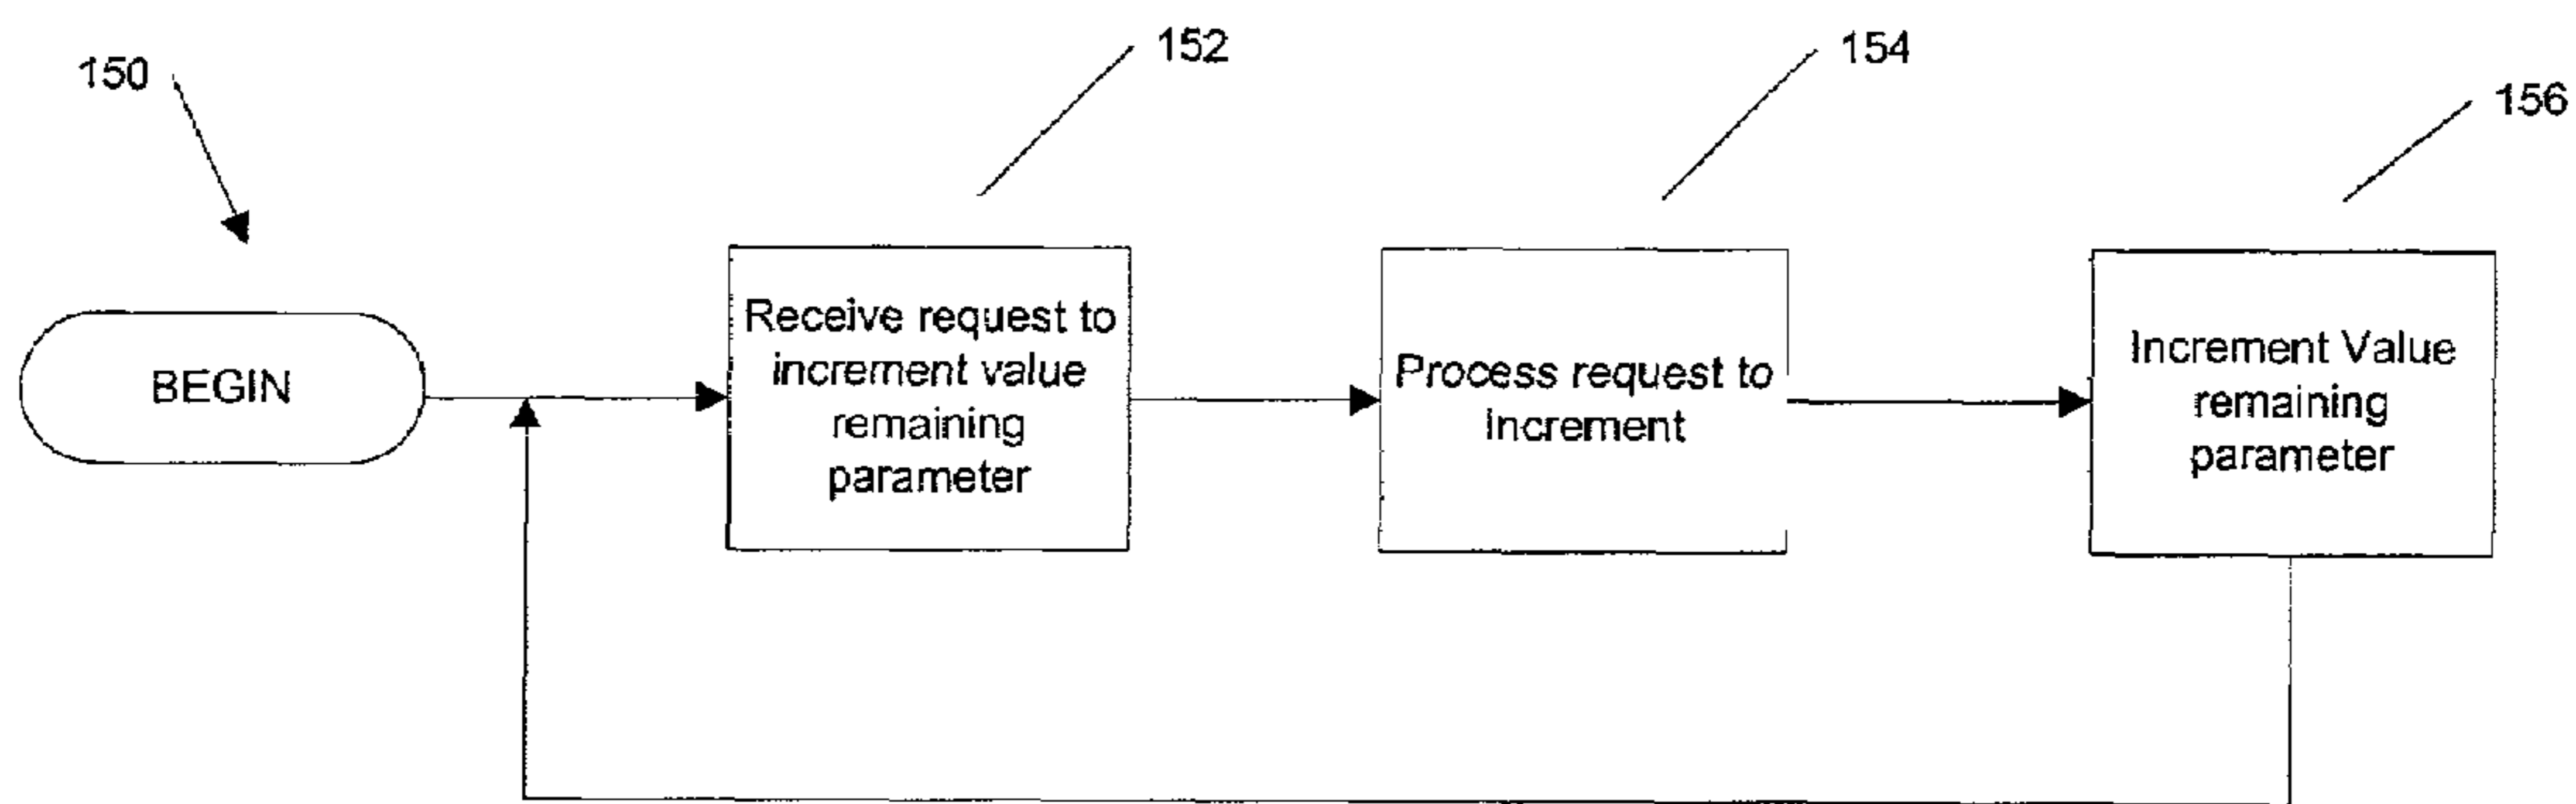 150
152
154
156
BEGIN
Receive request to
increment value
remaining
parameter
Process request to
Increment
Increment Value
remaining
parameter